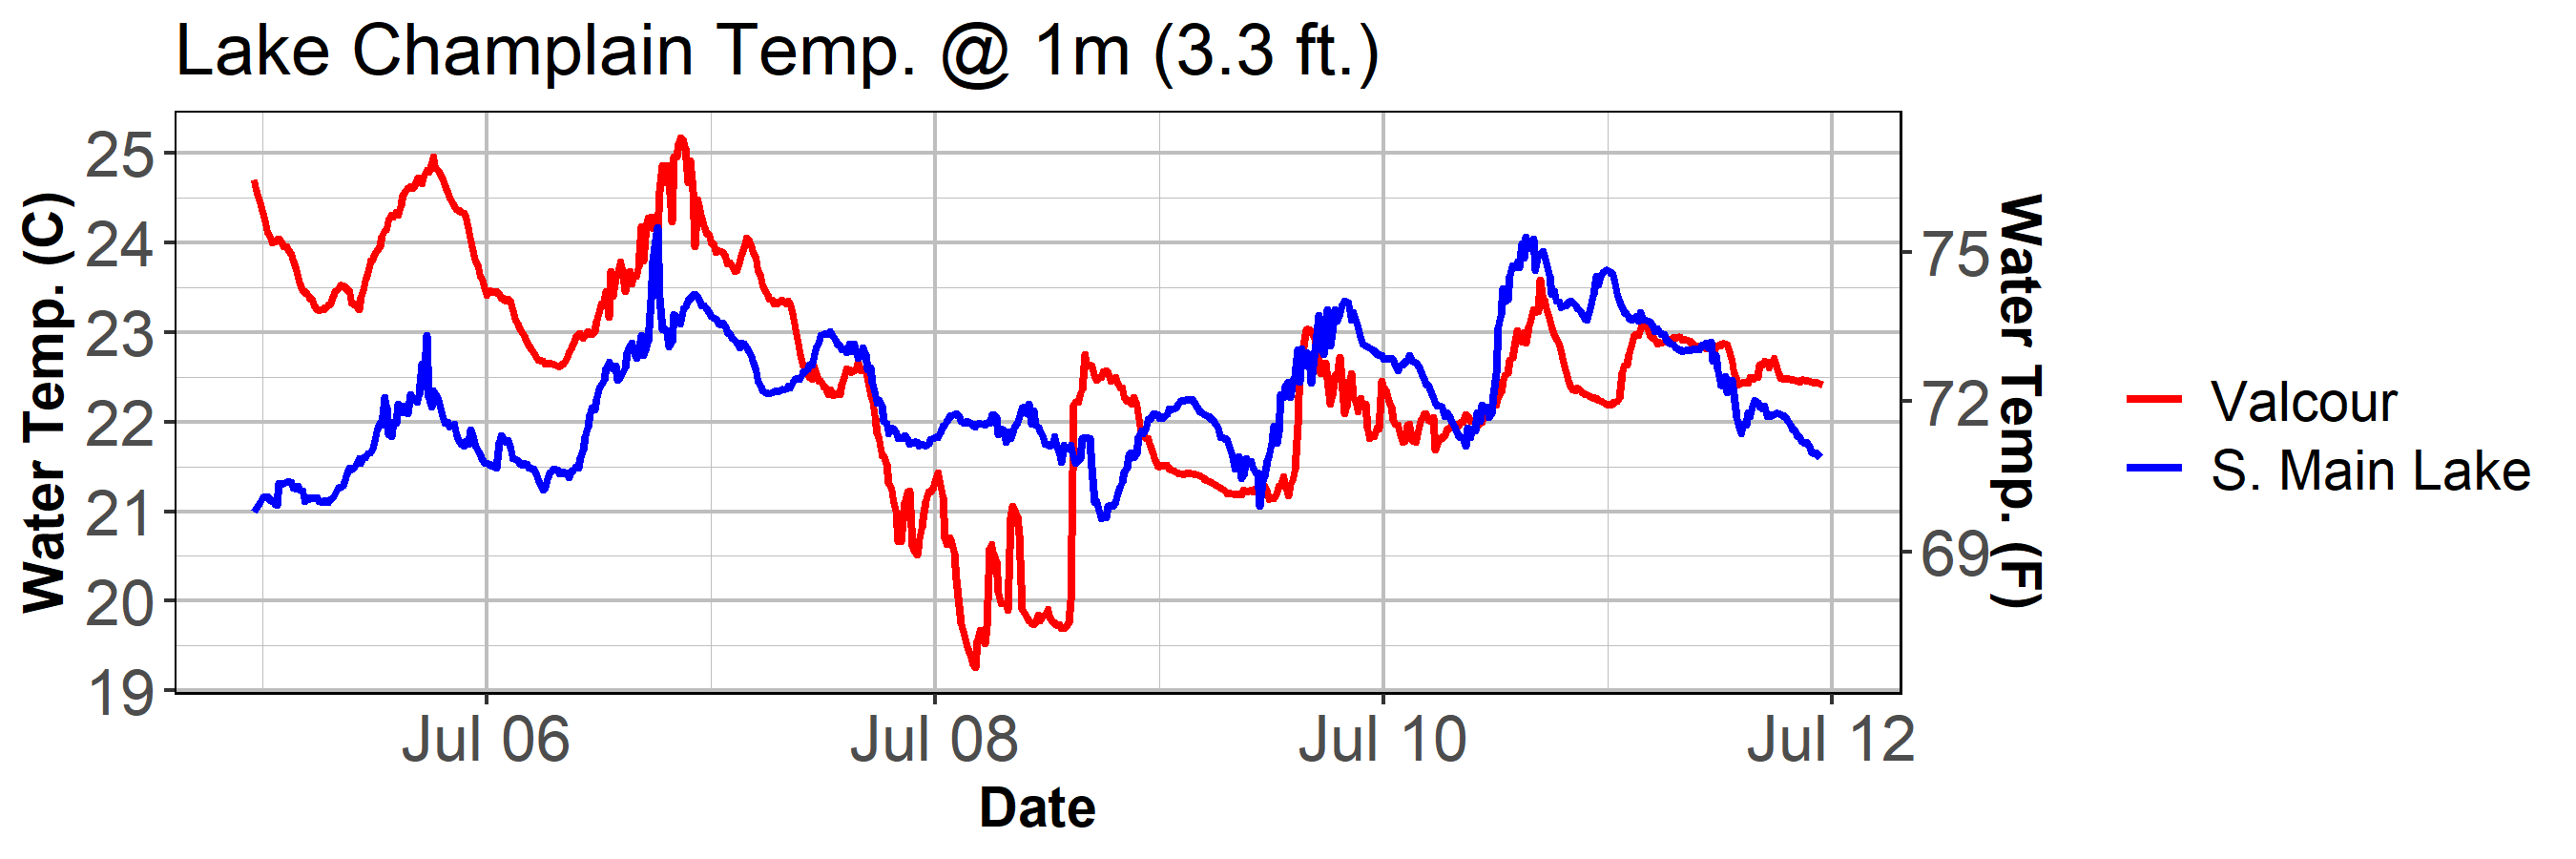 Lake Champlain Temp. @ 1m (3.3 ft.)
Water Temp. (C)
25
24
23
22
21
20
19
75
72
69
Water Temp. (F)
Valcour
S. Main Lake
Jul 06
Jul 08
Jul 10
Jul 12
Date